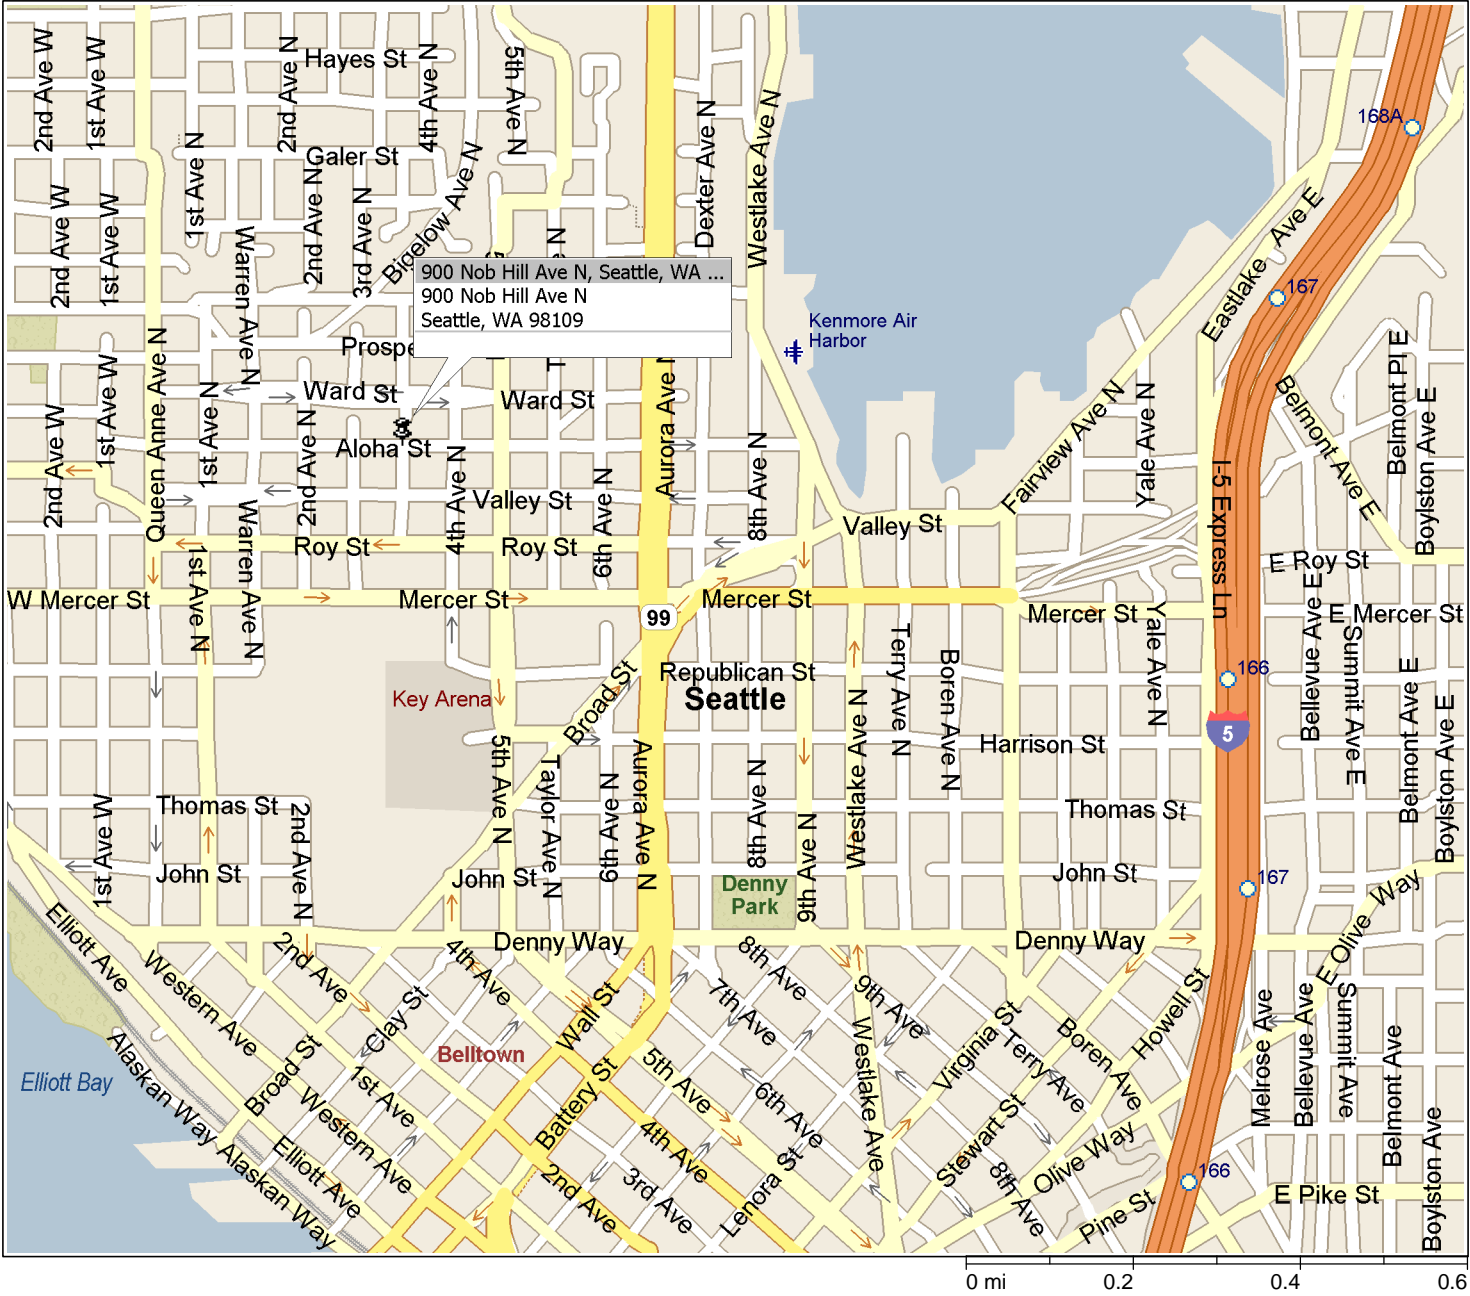 2nd Ave W
1st Ave W
2nd Ave N
Hayes St
4th Ave N
5th Ave N
Dexter Ave N
Westlake Ave N
168A
1st Ave N
Galer St
2nd Ave W
1st Ave W
2nd Ave N
3rd Ave N
Bigelow Ave N
Warren Ave N
Eastlake Ave E
167
900 Nob Hill Ave N, Seattle, WA ...
900 Nob Hill Ave N
Seattle, WA 98109
Kenmore Air
Harbor
Prospe
Queen Anne Ave N
1st Ave W
2nd Ave W
Ward St
Ward St
1st Ave N
2nd Ave N
Aloha St
Aurora Ave N
4th Ave N
Valley St
6th Ave N
8th Ave N
Valley St
Fairview Ave N
Yale Ave N
I-5 Express Ln
Belmont Ave E
Belmont Pl E
Boylston Ave E
Warren Ave N
1st Ave N
Roy St
Roy St
E Roy St
W Mercer St
Mercer St
Mercer St
Mercer St
E Mercer St
99
Republican St
Seattle
Key Arena
Broad St
Terry Ave N
Boren Ave N
Yale Ave N
166
5
Bellevue Ave E
Summit Ave E
Belmont Ave E
Boylston Ave E
5th Ave N
Taylor Ave N
6th Ave N
Aurora Ave N
8th Ave N
9th Ave N
Westlake Ave N
Harrison St
Thomas St
Thomas St
1st Ave W
2nd Ave N
John St
John St
John St
Denny
Park
167
Denny Way
Denny Way
E Olive Way
Elliott Ave
Western Ave
2nd Ave
4th Ave
Clay St
Wall St
8th Ave
7th Ave
9th Ave
Westlake Ave
Virginia St
Terry Ave
Boren Ave
Howell St
Melrose Ave
Bellevue Ave
Summit Ave
Belmont Ave
Boylston Ave
Belltown
Elliott Bay
Alaskan Way
Broad St
1st Ave
Western Ave
Elliott Ave
Alaskan Way
Battery St
5th Ave
6th Ave
4th Ave
2nd Ave
3rd Ave
Lenora St
Stewart St
8th Ave
Olive Way
Pine St
166
E Pike St
0 mi
0.2
0.4
0.6